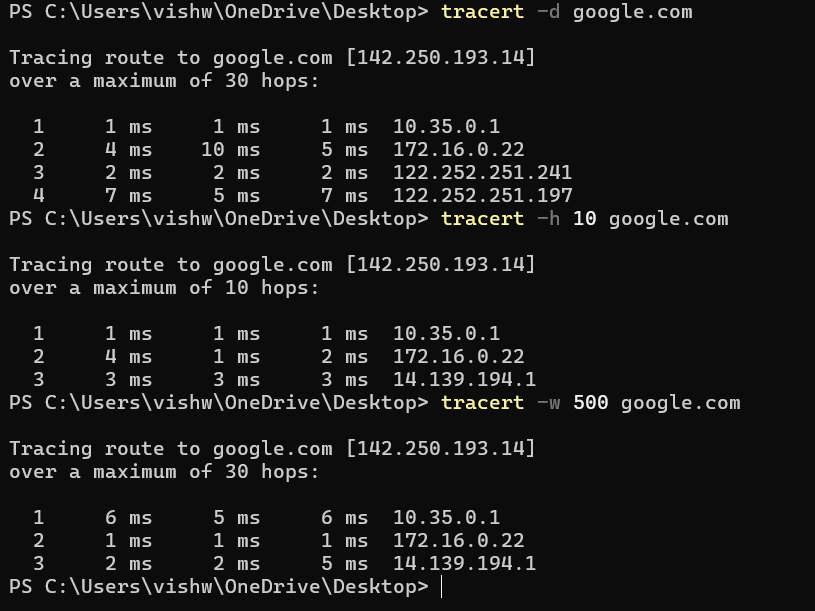 PS C:\Users\vishw\OneDrive\Desktop> tracert -d google.com
Tracing route to google.com [142.250.193.14]
over a maximum of 30 hops:
1 1 ms 1 ms 1 ms 10.35.0.1
2 4 ms 10 ms 5 ms 172.16.0.22
3 2 ms 2 ms 2 ms 122.252.251.241
4 7 ms 5 ms 7 ms 122.252.251.197
PS C:\Users\vishw\OneDrive\Desktop> tracert -h 10 google.com
Tracing route to google.com [142.250.193.14]
over a maximum of 10 hops:
1 1 ms 1 ms 1 ms 10.35.0.1
2 4 ms 1 ms 2 ms 172.16.0.22
3 3 ms 3 ms 3 ms 14.139.194.1
PS C:\Users\vishw\OneDrive\Desktop> tracert -w 500 google.com
Tracing route to google.com [142.250.193.14]
over a maximum of 30 hops:
1 6 ms 5 ms 6 ms 10.35.0.1
2 1 ms 1 ms 1 ms 172.16.0.22
3 2 ms 2 ms 5 ms 14.139.194.1
PS C:\Users\vishw\OneDrive\Desktop>